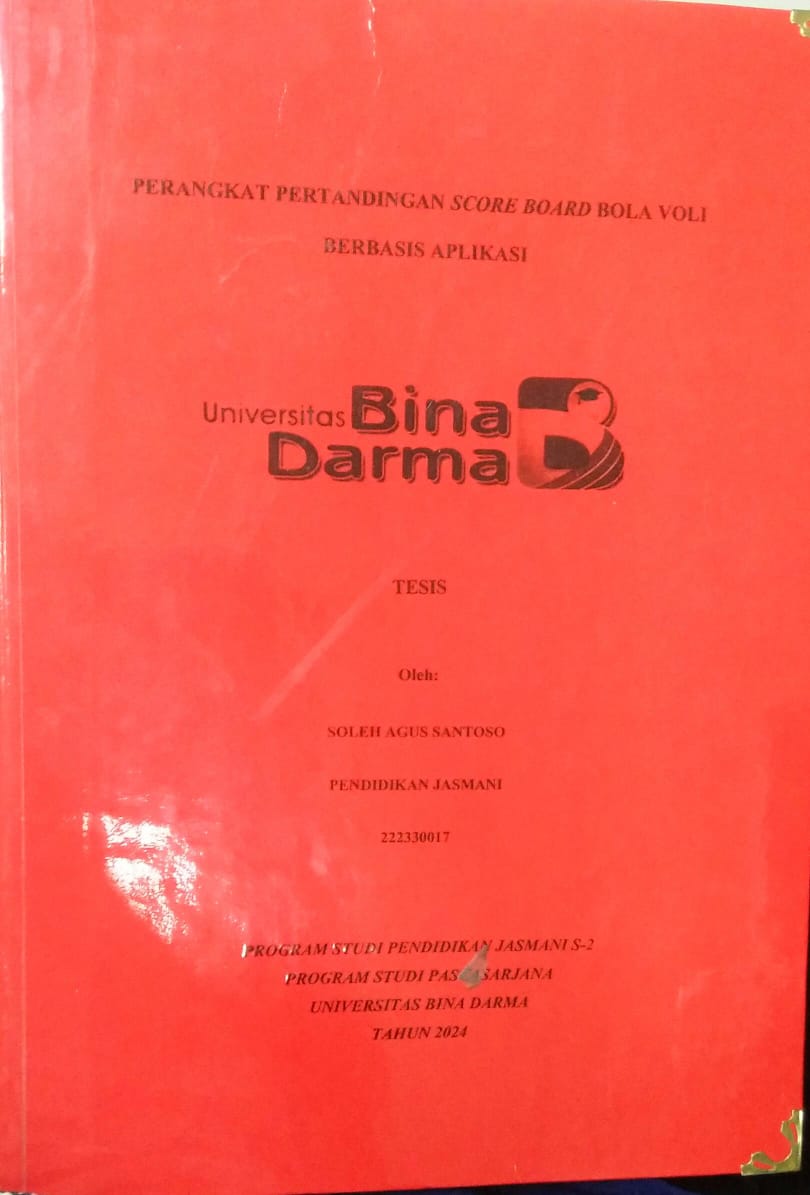 PERANGKAT PERTANDINGAN SCORE BOARD BOLA VOLI
BERBASIS APLIKASI
Universitas Bina
Darma
TESIS
Oleh:
SOLEH AGUS SANTOSO
PENDIDIKAN JASMANI
222330017
PROGRAM STUDI PENDIDIKAN JASMANI S-2
PROGRAM STUDI PASCASARJANA
UNIVERSITAS BINA DARMA
TAHUN 2024